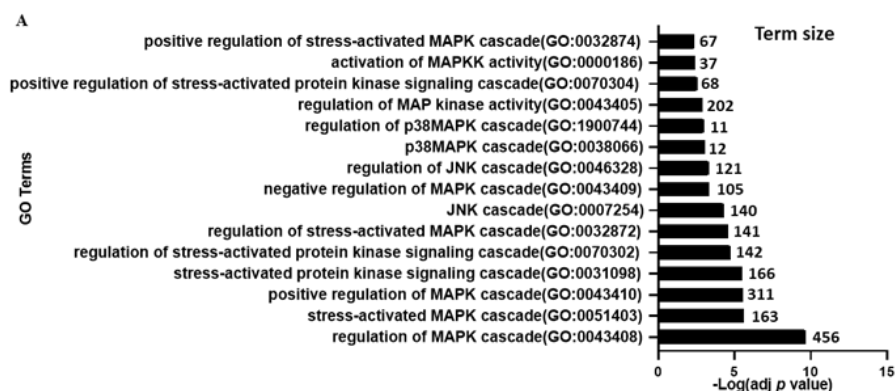 A
Term size
positive regulation of stress-activated MAPK cascade(GO:0032874) 67
activation of MAPKK activity(GO:0000186) 37
positive regulation of stress-activated protein kinase signaling cascade(GO:0070304) 68
regulation of MAP kinase activity(GO:0043405) 202
regulation of p38MAPK cascade(GO:1900744) 11
p38MAPK cascade(GO:0038066) 12
regulation of JNK cascade(GO:0046328) 121
negative regulation of MAPK cascade(GO:0043409) 105
JNK cascade(GO:0007254) 140
regulation of stress-activated MAPK cascade(GO:0032872) 141
regulation of stress-activated protein kinase signaling cascade(GO:0070302) 142
stress-activated protein kinase signaling cascade(GO:0031098) 166
positive regulation of MAPK cascade(GO:0043410) 311
stress-activated MAPK cascade(GO:0051403) 163
regulation of MAPK cascade(GO:0043408) 456
GO Terms
0 5 10 15
-Log(adj p value)